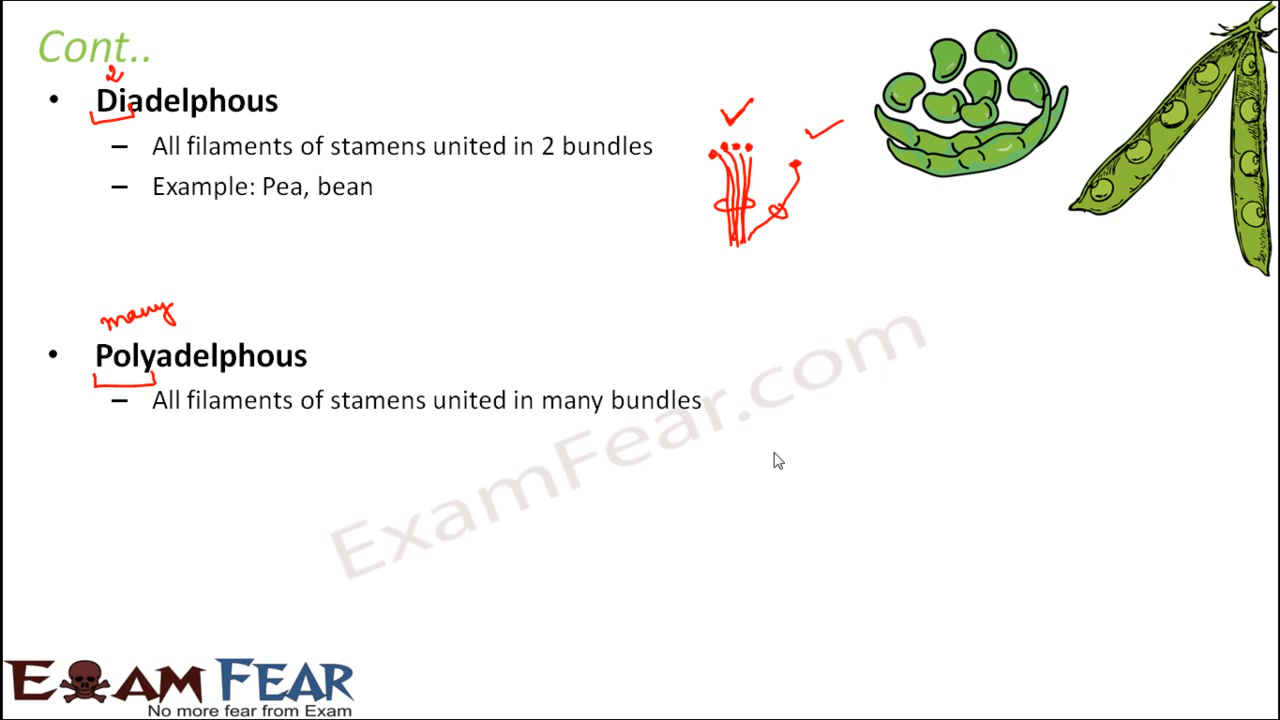 Cont..
2
• Diadelphous
– All filaments of stamens united in 2 bundles
– Example: Pea, bean
many
• Polyadelphous
– All filaments of stamens united in many bundles
ExamFear.com
EXAM FEAR
No more fear from Exam